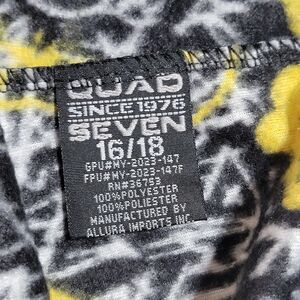 QUAD
SINCE 1976
SEVEN
16/18
GPU#MY-2023-147
FPU#MY-2023-147F
RN#36753
100%POLYESTER
100%POLIESTER
MANUFACTURED BY
ALLURA IMPORTS INC.